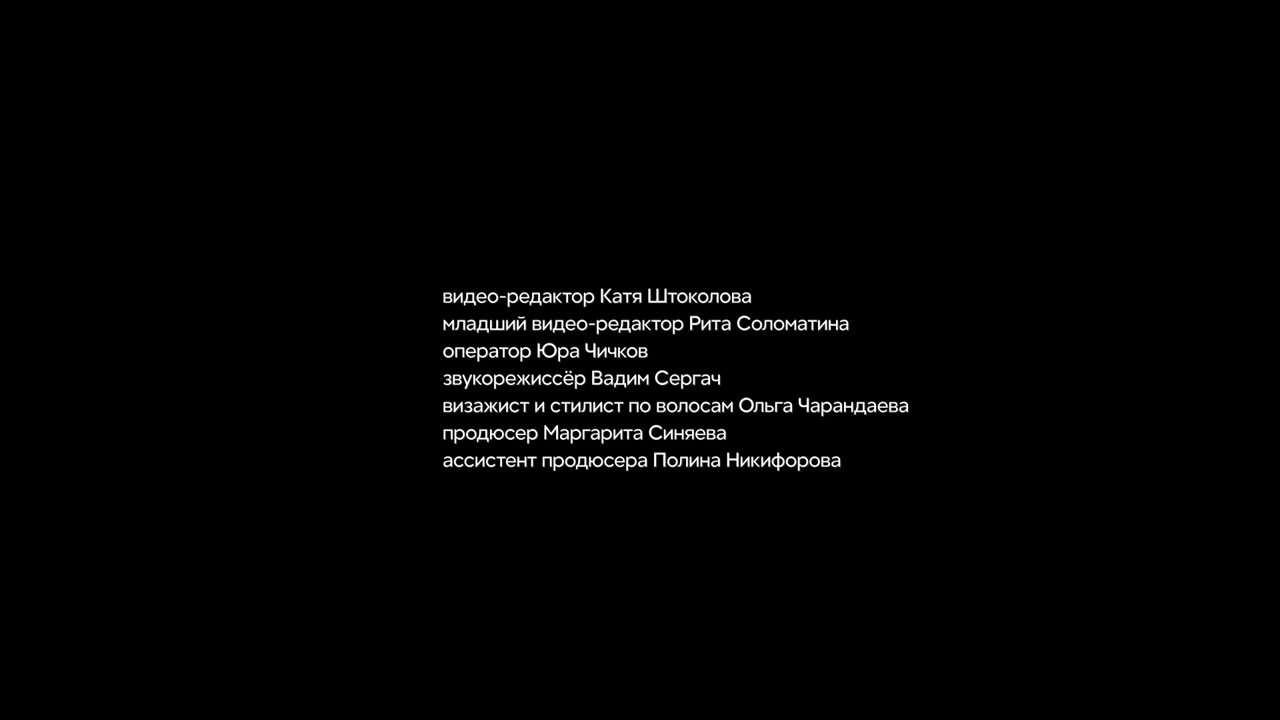 видео-редактор Катя Штоколова
младший видео-редактор Рита Соломатина
оператор Юра Чичков
звукорежиссёр Вадим Сергач
визажист и стилист по волосам Ольга Чарандаева
продюсер Маргарита Синяева
ассистент продюсера Полина Никифорова